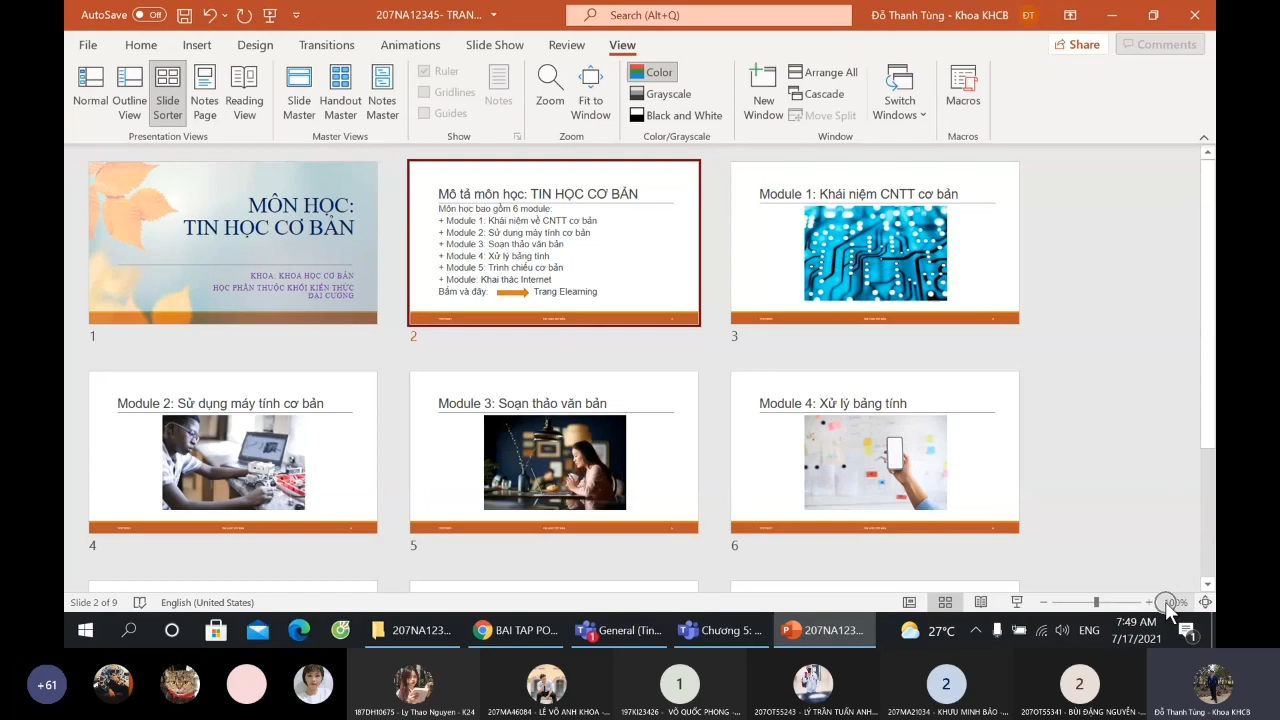 AutoSave Off 207NA12345- TRAN... Search (Alt+Q) Đỗ Thanh Tùng - Khoa KHCB ĐT
File Home Insert Design Transitions Animations Slide Show Review View Share Comments
Normal Outline View Slide Sorter Notes Page Reading View
Presentation Views
Slide Master Handout Master Notes Master
Master Views
Ruler
Gridlines
Guides
Notes
Show
Zoom Fit to Window
Zoom
Color
Grayscale
Black and White
Color/Grayscale
New Window
Arrange All
Cascade
Move Split
Switch Windows
Window
Macros
Macros
MÔN HỌC:
TIN HỌC CƠ BẢN
KHOA: KHOA HỌC CƠ BẢN
HỌC PHẦN THUỘC KHỐI KIẾN THỨC
ĐẠI CƯƠNG
1
Mô tả môn học: TIN HỌC CƠ BẢN
Môn học bao gồm 6 module:
+ Module 1: Khái niệm về CNTT cơ bản
+ Module 2: Sử dụng máy tính cơ bản
+ Module 3: Soạn thảo văn bản
+ Module 4: Xử lý bảng tính
+ Module 5: Trình chiếu cơ bản
+ Module: Khai thác Internet
Bấm và đây: Trang Elearning
2
Module 1: Khái niệm CNTT cơ bản
3
Module 2: Sử dụng máy tính cơ bản
4
Module 3: Soạn thảo văn bản
5
Module 4: Xử lý bảng tính
6
Slide 2 of 9 English (United States) 100%
207NA123... BAI TAP PO... General (Tin... Chương 5: ... 207NA123... 27°C ENG
7:49 AM
7/17/2021
1
1
+61 1 2 2
187DH10675 - Ly Thao Nguyen - K24 207MA46084 - LÊ VÕ ANH KHOA -... 197KI23426 - VÕ QUỐC PHONG -... 207OT55243 - LÝ TRẦN TUẤN ANH... 207MA21034 - KHƯU MINH BẢO -... 207OT55341 - BÙI ĐẶNG NGUYÊN -... Đỗ Thanh Tùng - Khoa KHCB